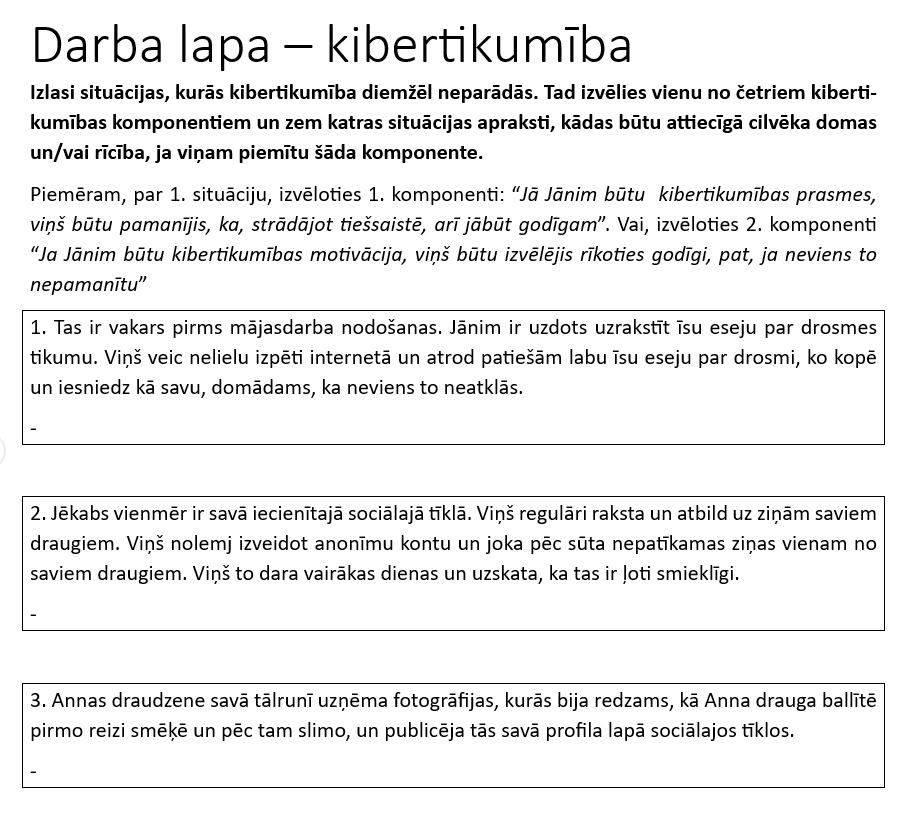 Darba lapa – kibertikumība
Izlasi situācijas, kurās kibertikumība diemžēl neparādās. Tad izvēlies vienu no četriem kiberti-
kumības komponentiem un zem katras situācijas apraksti, kādas būtu attiecīgā cilvēka domas
un/vai rīcība, ja viņam piemītu šāda komponente.
Piemēram, par 1. situāciju, izvēloties 1. komponenti: “Jā Jānim būtu  kibertikumības prasmes,
viņš būtu pamanījis, ka, strādājot tiešsaistē, arī jābūt godīgam”. Vai, izvēloties 2. komponenti
“Ja Jānim būtu kibertikumības motivācija, viņš būtu izvēlējis rīkoties godīgi, pat, ja neviens to
nepamanītu”
1. Tas ir vakars pirms mājasdarba nodošanas. Jānim ir uzdots uzrakstīt īsu eseju par drosmes
tikumu. Viņš veic nelielu izpēti internetā un atrod patiešām labu īsu eseju par drosmi, ko kopē
un iesniedz kā savu, domādams, ka neviens to neatklās.
-
2. Jēkabs vienmēr ir savā iecienītajā sociālajā tīklā. Viņš regulāri raksta un atbild uz ziņām saviem
draugiem. Viņš nolemj izveidot anonīmu kontu un joka pēc sūta nepatīkamas ziņas vienam no
saviem draugiem. Viņš to dara vairākas dienas un uzskata, ka tas ir ļoti smieklīgi.
-
3. Annas draudzene savā tālrunī uzņēma fotogrāfijas, kurās bija redzams, kā Anna drauga ballītē
pirmo reizi smēķē un pēc tam slimo, un publicēja tās savā profila lapā sociālajos tīklos.
-